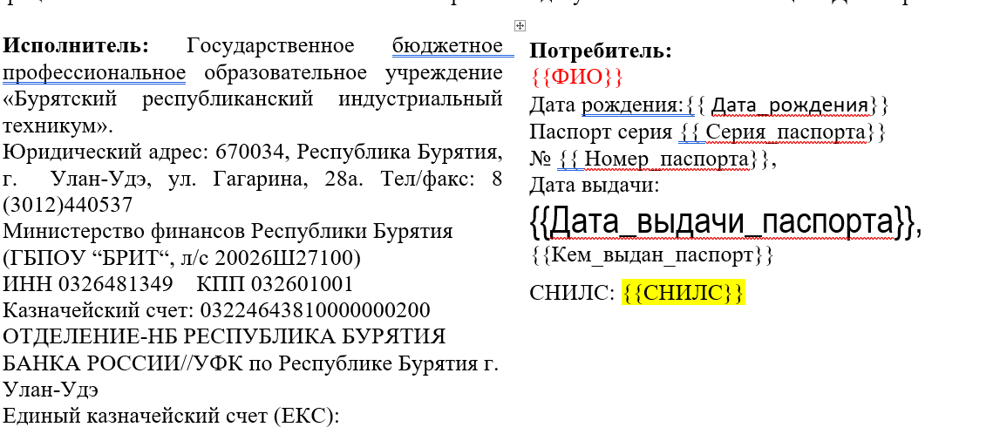 Исполнитель: Государственное бюджетное
профессиональное образовательное учреждение
«Бурятский республиканский индустриальный
техникум».
Юридический адрес: 670034, Республика Бурятия,
г. Улан-Удэ, ул. Гагарина, 28а. Тел/факс: 8
(3012)440537
Министерство финансов Республики Бурятия
(ГБПОУ “БРИТ“, л/с 20026Ш27100)
ИНН 0326481349 КПП 032601001
Казначейский счет: 03224643810000000200
ОТДЕЛЕНИЕ-НБ РЕСПУБЛИКА БУРЯТИЯ
БАНКА РОССИИ//УФК по Республике Бурятия г.
Улан-Удэ
Единый казначейский счет (ЕКС):
Потребитель:
{{ФИО}}
Дата рождения:{{ Дата_рождения}}
Паспорт серия {{ Серия_паспорта}}
№ {{ Номер_паспорта}},
Дата выдачи:
{{Дата_выдачи_паспорта}},
{{Кем_выдан_паспорт}}
СНИЛС: {{СНИЛС}}